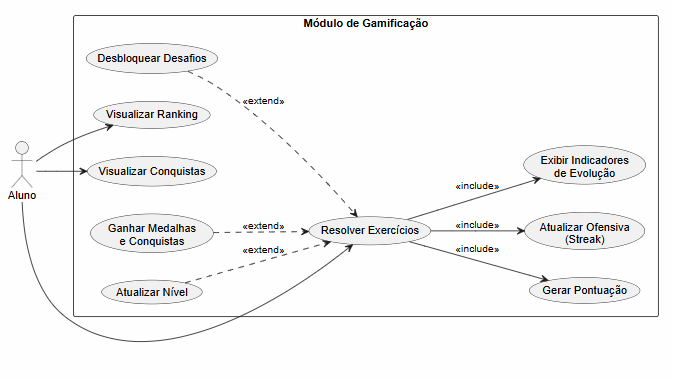 Módulo de Gamificação
Desbloquear Desafios
«extend»
Visualizar Ranking
Visualizar Conquistas
Aluno
Exibir Indicadores
de Evolução
«include»
Ganhar Medalhas
e Conquistas
«extend»
Resolver Exercícios
«include»
Atualizar Ofensiva
(Streak)
«extend»
«include»
Atualizar Nível
Gerar Pontuação